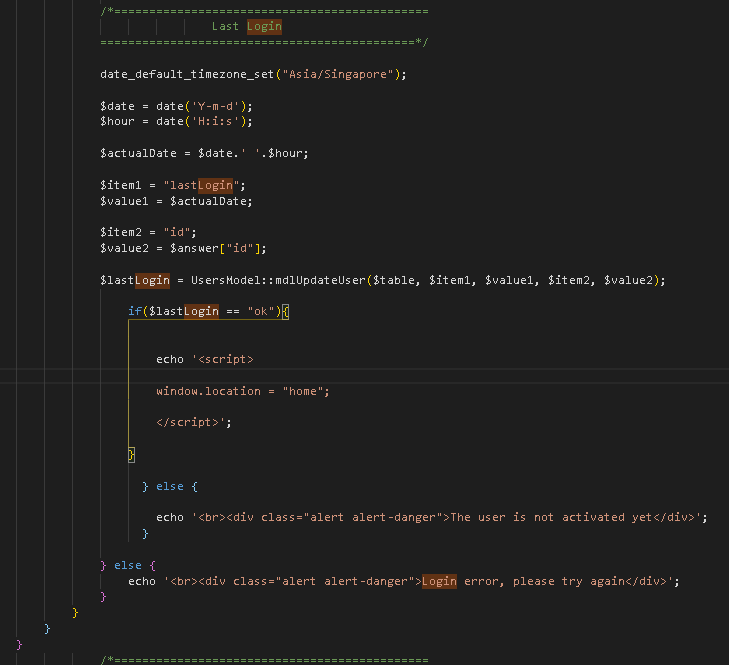 /*=============================================
Last Login
=============================================*/
date_default_timezone_set("Asia/Singapore");
$date = date('Y-m-d');
$hour = date('H:i:s');
$actualDate = $date.' '.$hour;
$item1 = "lastLogin";
$value1 = $actualDate;
$item2 = "id";
$value2 = $answer["id"];
$lastLogin = UsersModel::mdlUpdateUser($table, $item1, $value1, $item2, $value2);
if($lastLogin == "ok"){
echo '<script>
window.location = "home";
</script>';
}
} else {
echo '<br><div class="alert alert-danger">The user is not activated yet</div>';
}
} else {
echo '<br><div class="alert alert-danger">Login error, please try again</div>';
}
}
}
}
/*=============================================